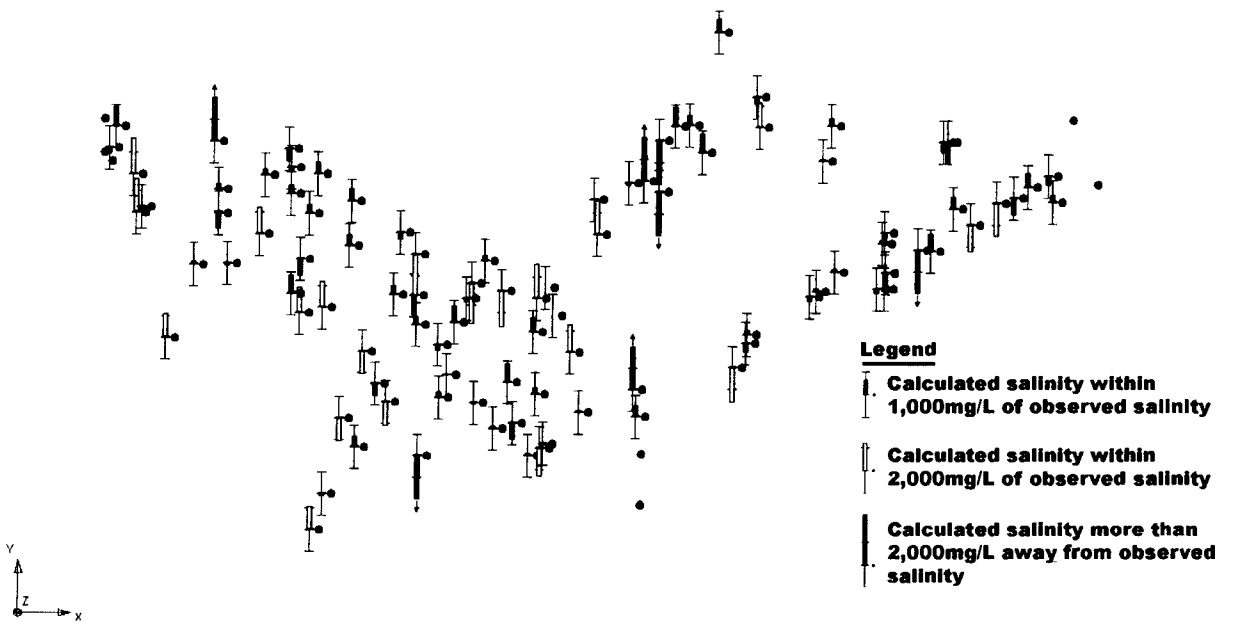 Legend
Calculated salinity within
1,000mg/L of observed salinity
Calculated salinity within
2,000mg/L of observed salinity
Calculated salinity more than
2,000mg/L away from observed
salinity
Y
Z
X